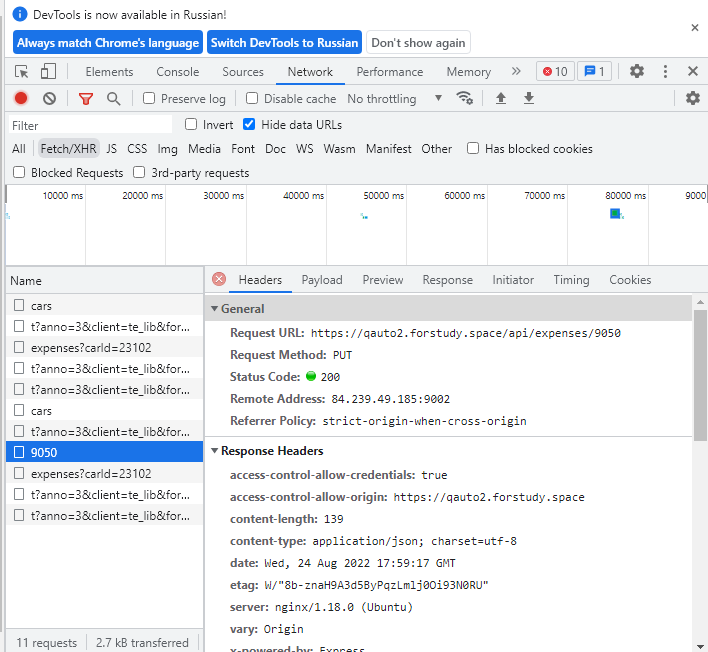 DevTools is now available in Russian!
Always match Chrome's language Switch DevTools to Russian Don't show again
Elements Console Sources Network Performance Memory 10 1
Preserve log Disable cache No throttling
Filter Invert Hide data URLs
All Fetch/XHR JS CSS Img Media Font Doc WS Wasm Manifest Other Has blocked cookies
Blocked Requests 3rd-party requests
10000 ms 20000 ms 30000 ms 40000 ms 50000 ms 60000 ms 70000 ms 80000 ms 9000
Name
cars
t?anno=3&client=te_lib&for...
expenses?carId=23102
t?anno=3&client=te_lib&for...
t?anno=3&client=te_lib&for...
cars
t?anno=3&client=te_lib&for...
9050
expenses?carId=23102
t?anno=3&client=te_lib&for...
t?anno=3&client=te_lib&for...
11 requests 2.7 kB transferred
Headers Payload Preview Response Initiator Timing Cookies
General
Request URL: https://qauto2.forstudy.space/api/expenses/9050
Request Method: PUT
Status Code: 200
Remote Address: 84.239.49.185:9002
Referrer Policy: strict-origin-when-cross-origin
Response Headers
access-control-allow-credentials: true
access-control-allow-origin: https://qauto2.forstudy.space
content-length: 139
content-type: application/json; charset=utf-8
date: Wed, 24 Aug 2022 17:59:17 GMT
etag: W/"8b-znaH9A3d5ByPqzLmlj0Oi93N0RU"
server: nginx/1.18.0 (Ubuntu)
vary: Origin
x-powered-by: Express